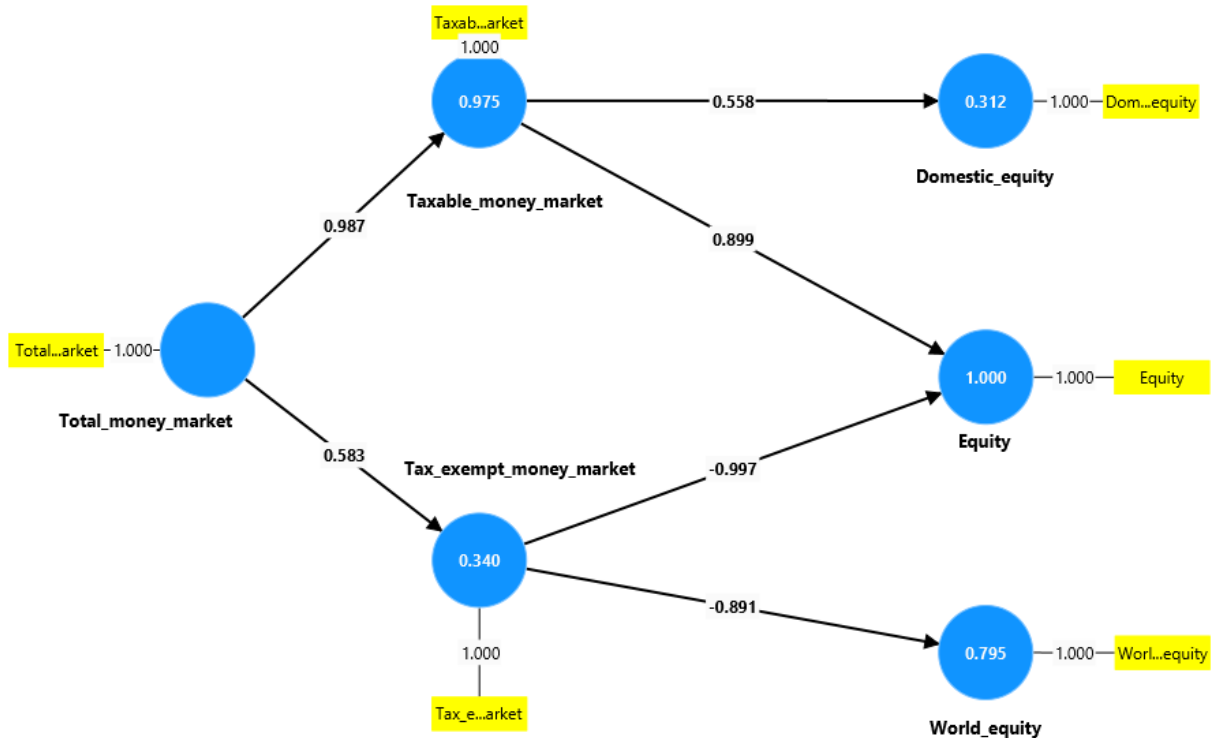 Taxab...arket
1.000
0.975
0.558
0.312
1.000
Dom...equity
Domestic_equity
Taxable_money_market
0.987
0.899
Total...arket
1.000
Total_money_market
1.000
1.000
Equity
Equity
0.583
Tax_exempt_money_market
-0.997
0.340
-0.891
1.000
0.795
1.000
Worl...equity
Tax_e...arket
World_equity